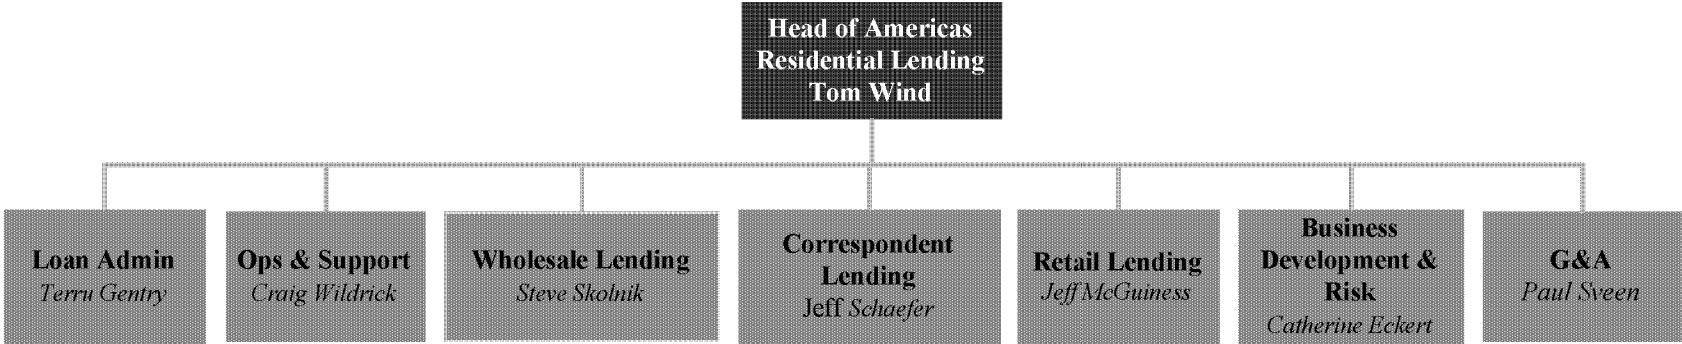 Head of Americas
Residential Lending
Tom Wind
Loan Admin
Terru Gentry
Ops & Support
Craig Wildrick
Wholesale Lending
Steve Skolnik
Correspondent
Lending
Jeff Schaefer
Retail Lending
Jeff McGuiness
Business
Development &
Risk
Catherine Eckert
G&A
Paul Sveen